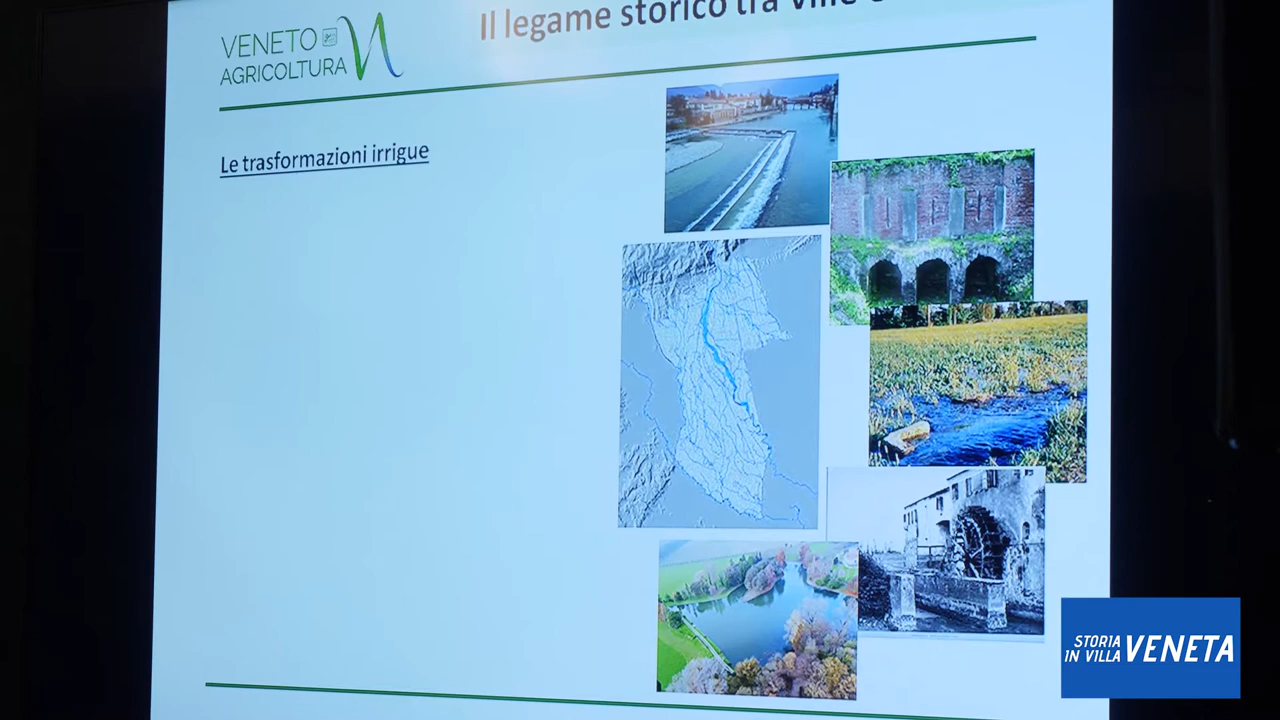 Il legame storico tra ville
VENETO
AGRICOLTURA
Le trasformazioni irrigue
STORIA
IN VILLA VENETA